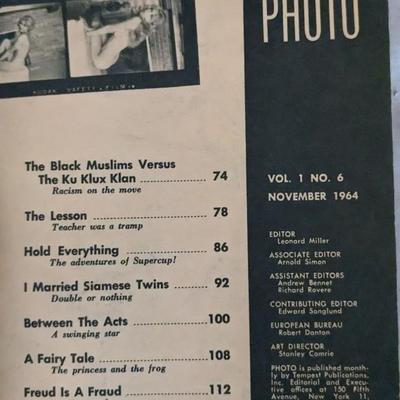 KODAK SAFETY FILM
PHOTO
The Black Muslims Versus
The Ku Klux Klan 74
Racism on the move
The Lesson 78
Teacher was a tramp
Hold Everything 86
The adventures of Supercup!
I Married Siamese Twins 92
Double or nothing
Between The Acts 100
A swinging star
A Fairy Tale 108
The princess and the frog
Freud Is A Fraud 112
VOL. 1 NO. 6
NOVEMBER 1964
EDITOR
Leonard Miller
ASSOCIATE EDITOR
Arnold Simon
ASSISTANT EDITORS
Andrew Bennet
Richard Rovere
CONTRIBUTING EDITOR
Edward Sanglund
EUROPEAN BUREAU
Robert Danton
ART DIRECTOR
Stanley Comrie
PHOTO is published month-
ly by Tempest Publications,
Inc. Editorial and Execu-
tive offices at 150 Fifth
Avenue, New York 11,